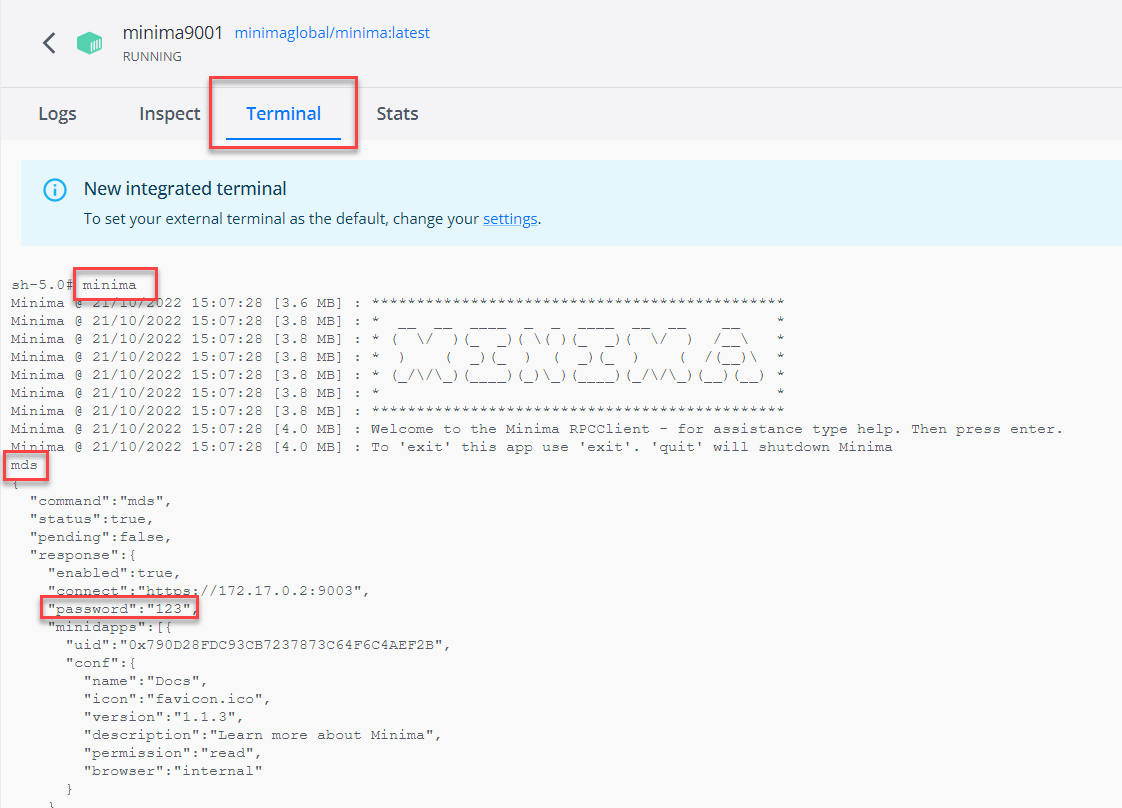 minima9001 minimaglobal/minima:latest
RUNNING
Logs Inspect Terminal Stats
New integrated terminal
To set your external terminal as the default, change your settings.
sh-5.0# minima
Minima @ 21/10/2022 15:07:28 [3.6 MB] : **********************************************
Minima @ 21/10/2022 15:07:28 [3.8 MB] : *  __  __  ____  _  _  ____  __  __    __    *
Minima @ 21/10/2022 15:07:28 [3.8 MB] : * (  \/  )(_  _)( \( )(_  _)(  \/  )  /__\   *
Minima @ 21/10/2022 15:07:28 [3.8 MB] : *  )    (  _)(_  )  (  _)(_  )    (  /(__)\  *
Minima @ 21/10/2022 15:07:28 [3.8 MB] : * (_/\/\_)(____)(_)\_)(____)(_/\/\_)(__)(__) *
Minima @ 21/10/2022 15:07:28 [3.8 MB] : *                                            *
Minima @ 21/10/2022 15:07:28 [3.8 MB] : **********************************************
Minima @ 21/10/2022 15:07:28 [4.0 MB] : Welcome to the Minima RPCClient - for assistance type help. Then press enter.
Minima @ 21/10/2022 15:07:28 [4.0 MB] : To 'exit' this app use 'exit'. 'quit' will shutdown Minima
mds
{
  "command":"mds",
  "status":true,
  "pending":false,
  "response":{
    "enabled":true,
    "connect":"https://172.17.0.2:9003",
    "password":"123",
    "minidapps":[{
      "uid":"0x790D28FDC93CB7237873C64F6C4AEF2B",
      "conf":{
        "name":"Docs",
        "icon":"favicon.ico",
        "version":"1.1.3",
        "description":"Learn more about Minima",
        "permission":"read",
        "browser":"internal"
      }
    }